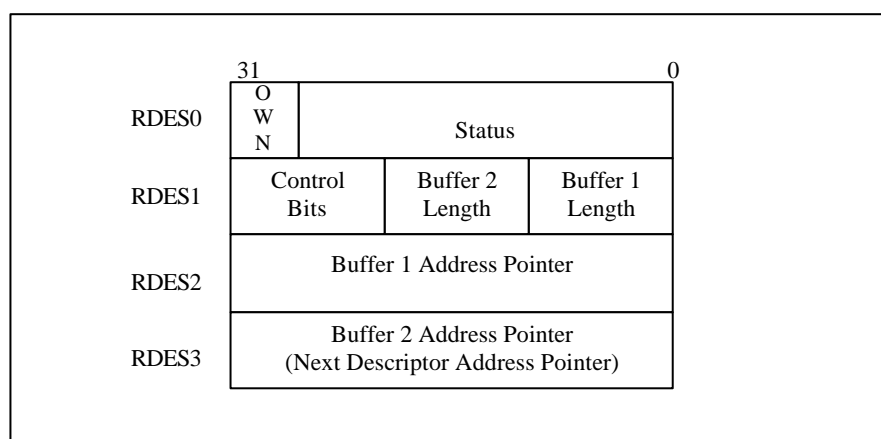 31 0
O
W
N
RDES0 Status
RDES1 Control Bits Buffer 2 Length Buffer 1 Length
RDES2 Buffer 1 Address Pointer
RDES3 Buffer 2 Address Pointer
(Next Descriptor Address Pointer)